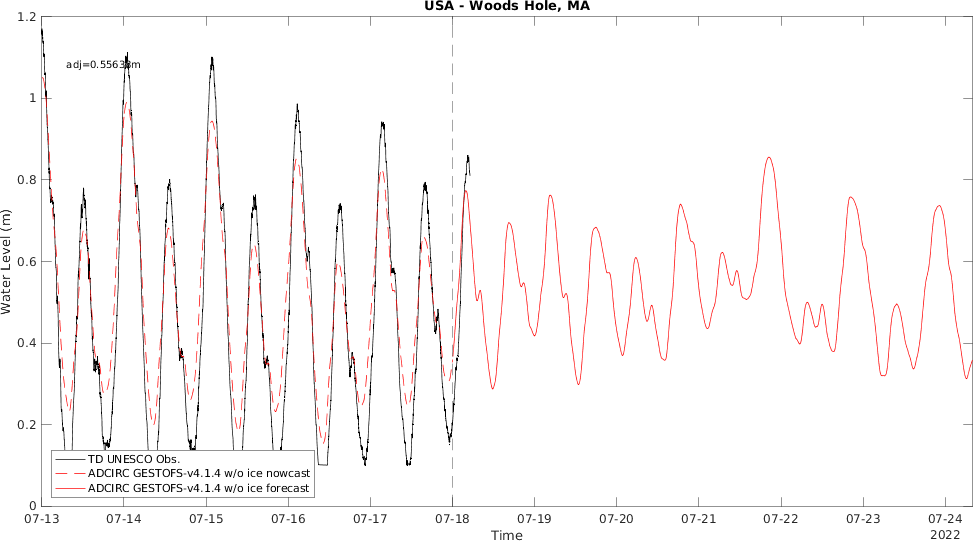 USA - Woods Hole, MA
adj=0.55638m
Water Level (m)
1.2
1
0.8
0.6
0.4
0.2
0
TD UNESCO Obs.
ADCIRC GESTOFS-v4.1.4 w/o ice nowcast
ADCIRC GESTOFS-v4.1.4 w/o ice forecast
07-13 07-14 07-15 07-16 07-17 07-18 07-19 07-20 07-21 07-22 07-23 07-24
Time
2022